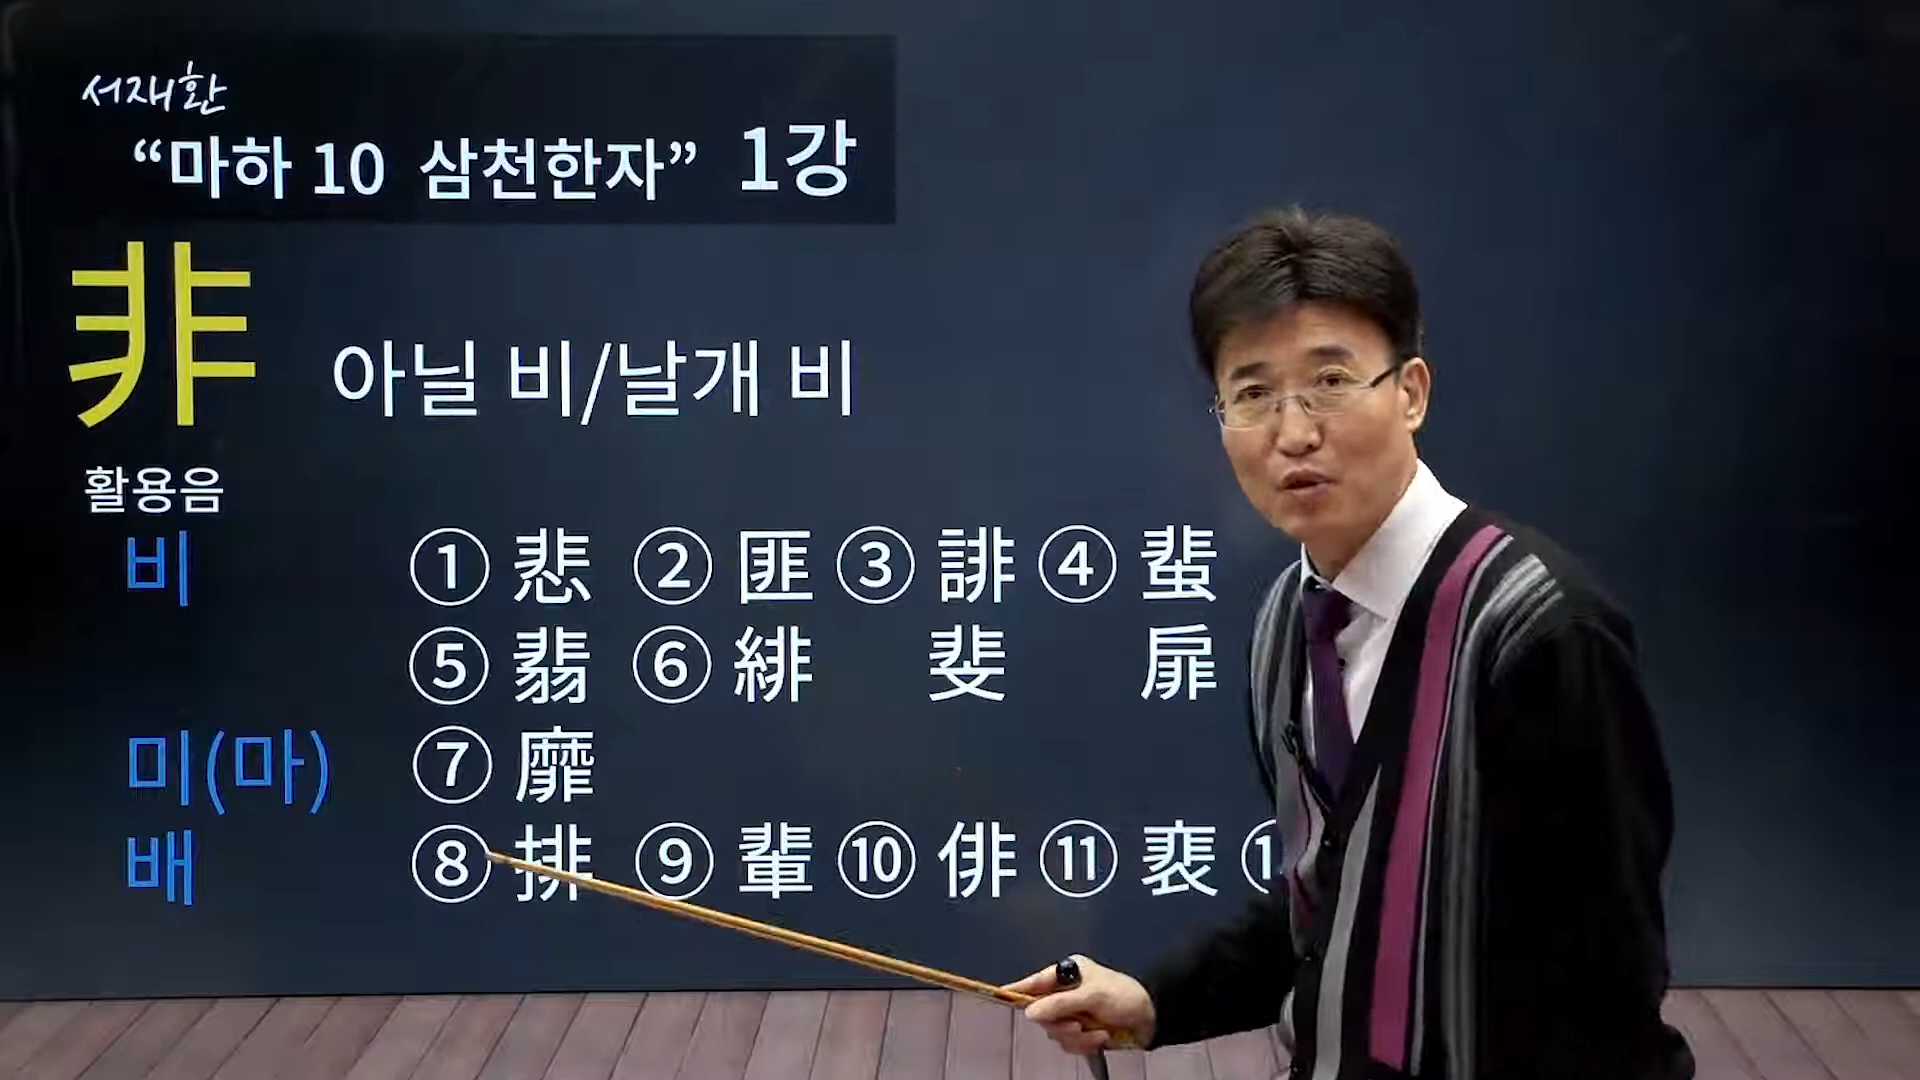 서재환
“마하 10 삼천한자” 1강
非 아닐 비/날개 비
활용음
비 ① 悲 ② 匪 ③ 誹 ④ 蜚
⑤ 翡 ⑥ 緋 斐 扉
미(마) ⑦ 靡
배 ⑧ 排 ⑨ 輩 ⑩ 俳 ⑪ 裵